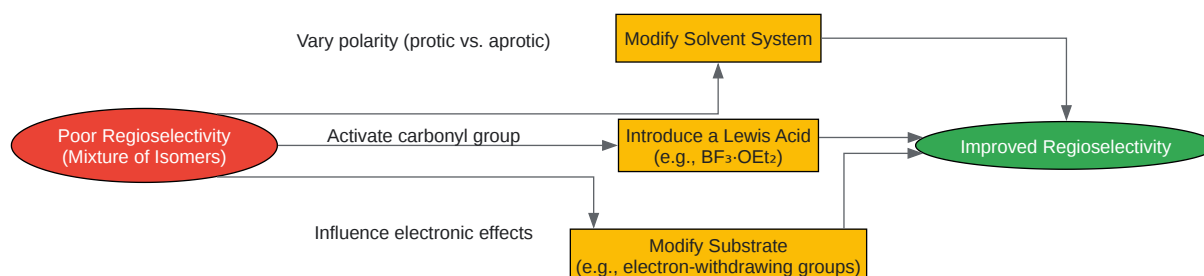 Vary polarity (protic vs. aprotic)
Modify Solvent System
Poor Regioselectivity
(Mixture of Isomers)
Activate carbonyl group
Introduce a Lewis Acid
(e.g., BF₃·OEt₂)
Improved Regioselectivity
Influence electronic effects
Modify Substrate
(e.g., electron-withdrawing groups)